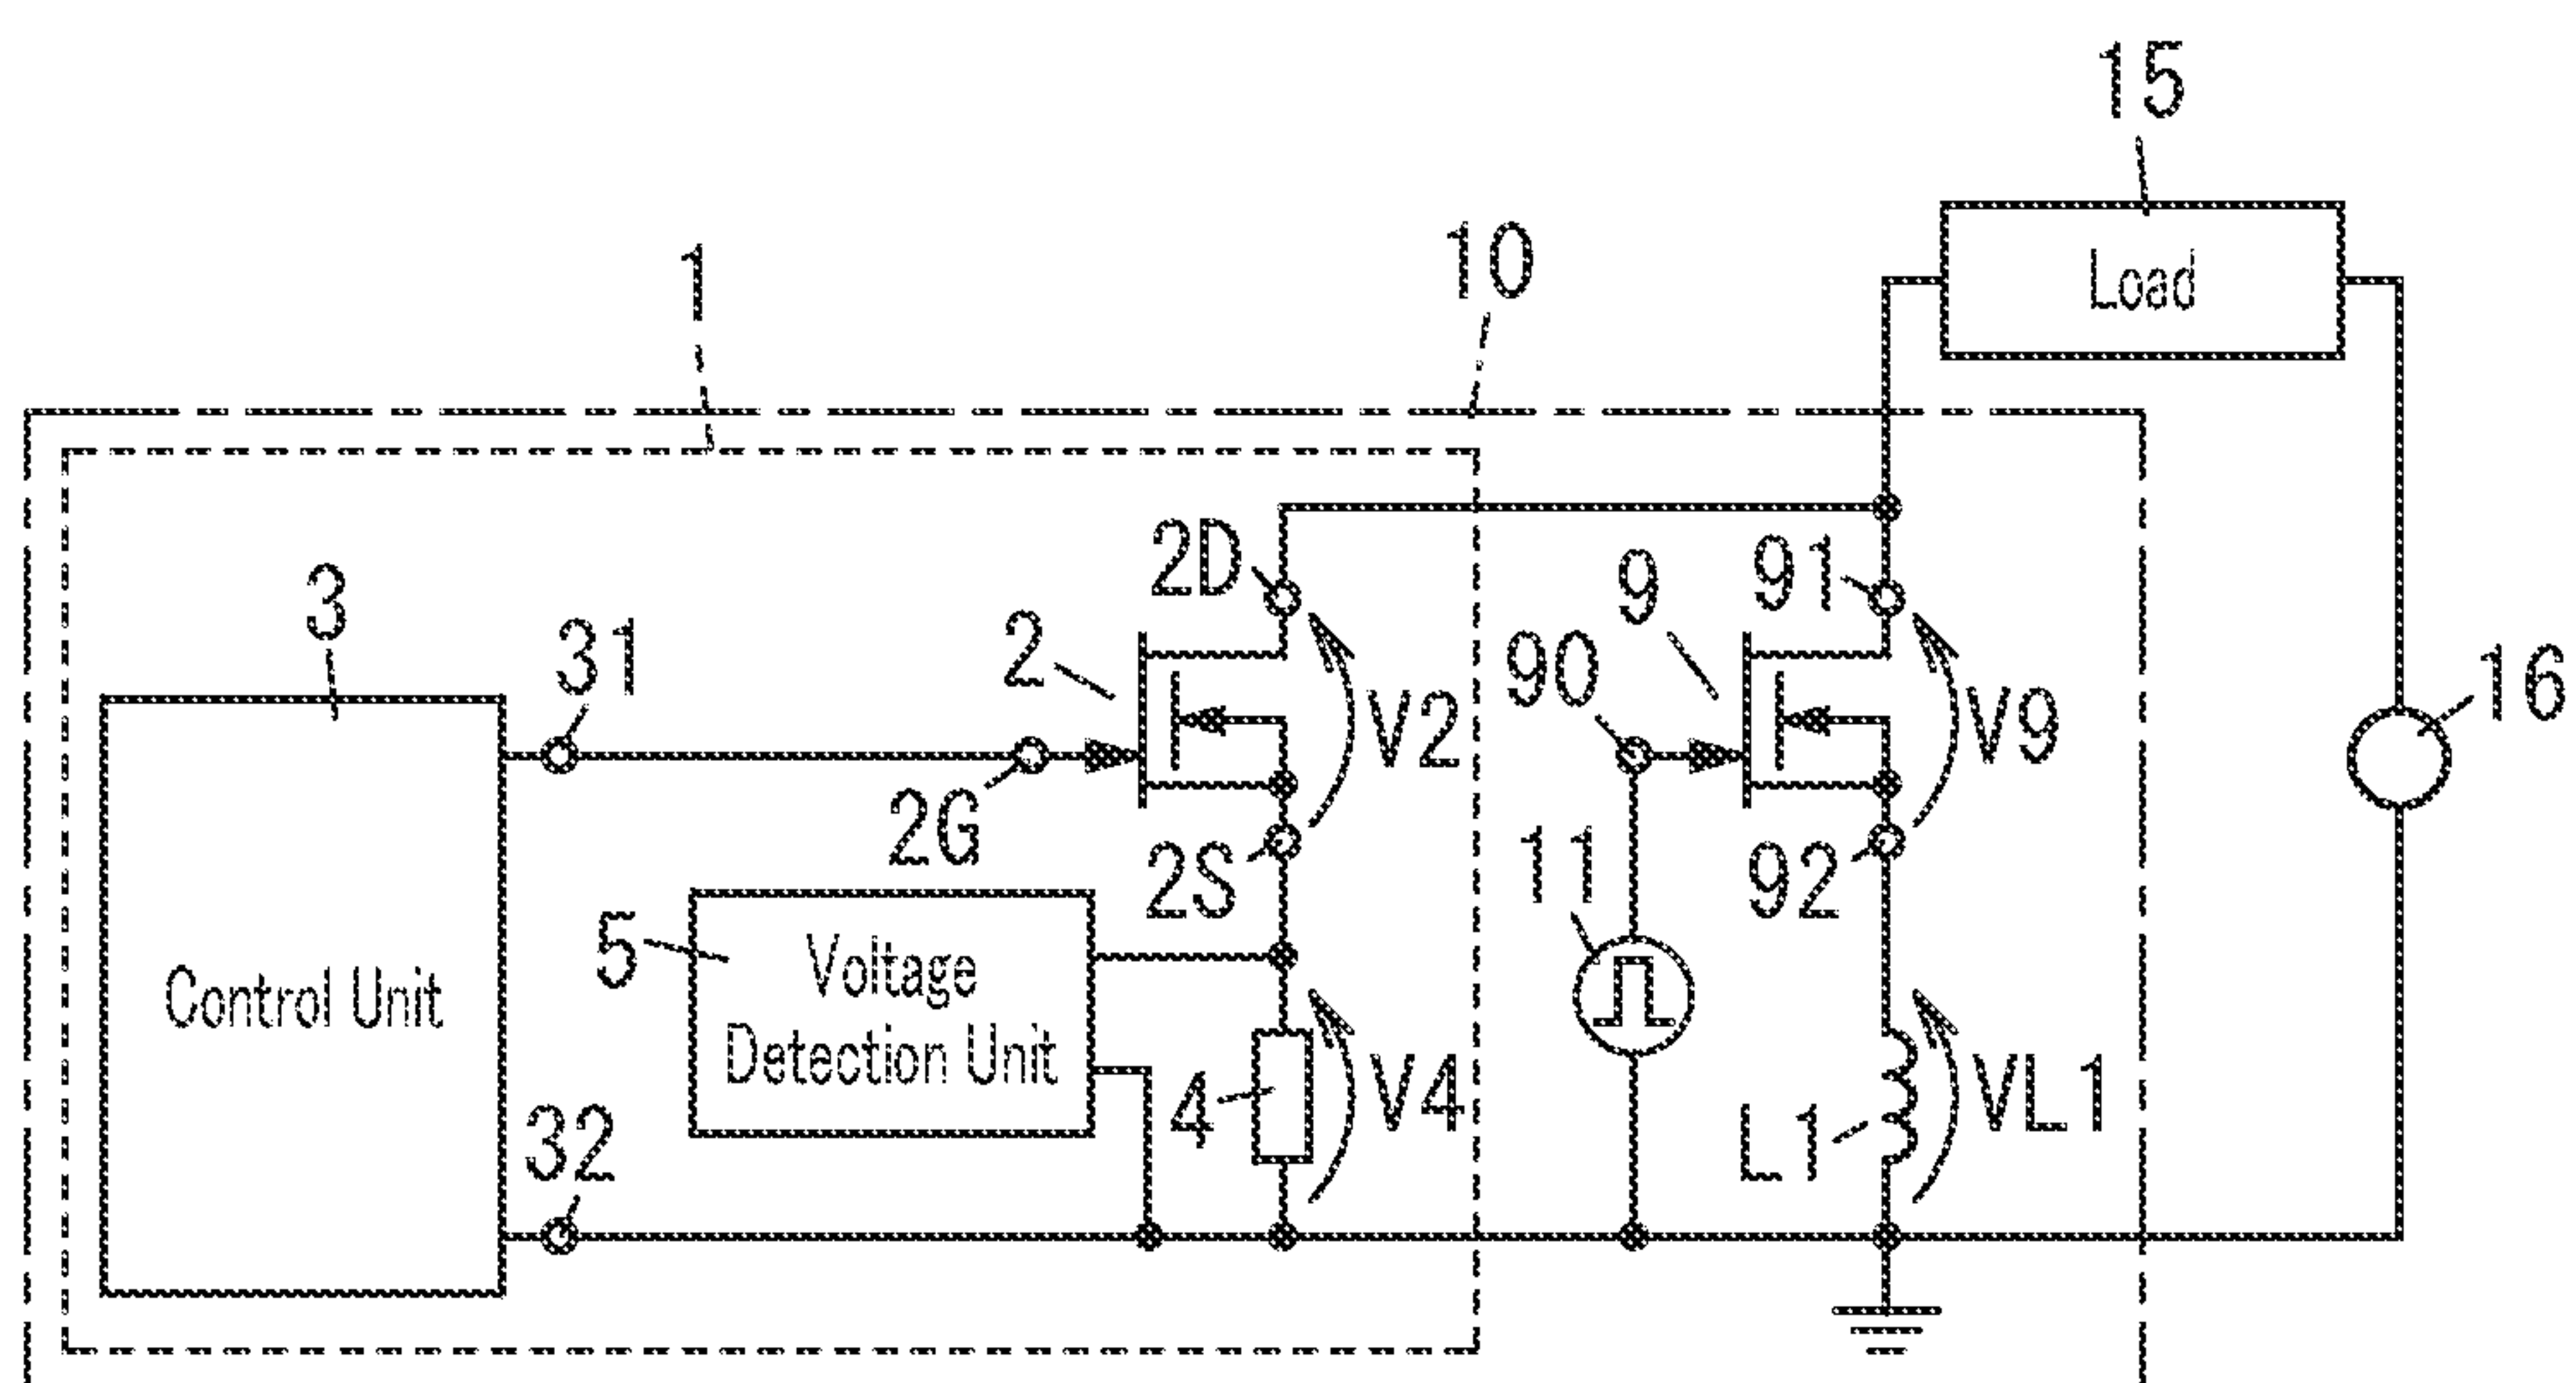 15
Load
10
1
2D
91
9
3
31
2
90
V2
V9
16
2G
2S
11
92
5
Voltage
Detection Unit
Control Unit
4
V4
L1
VL1
32